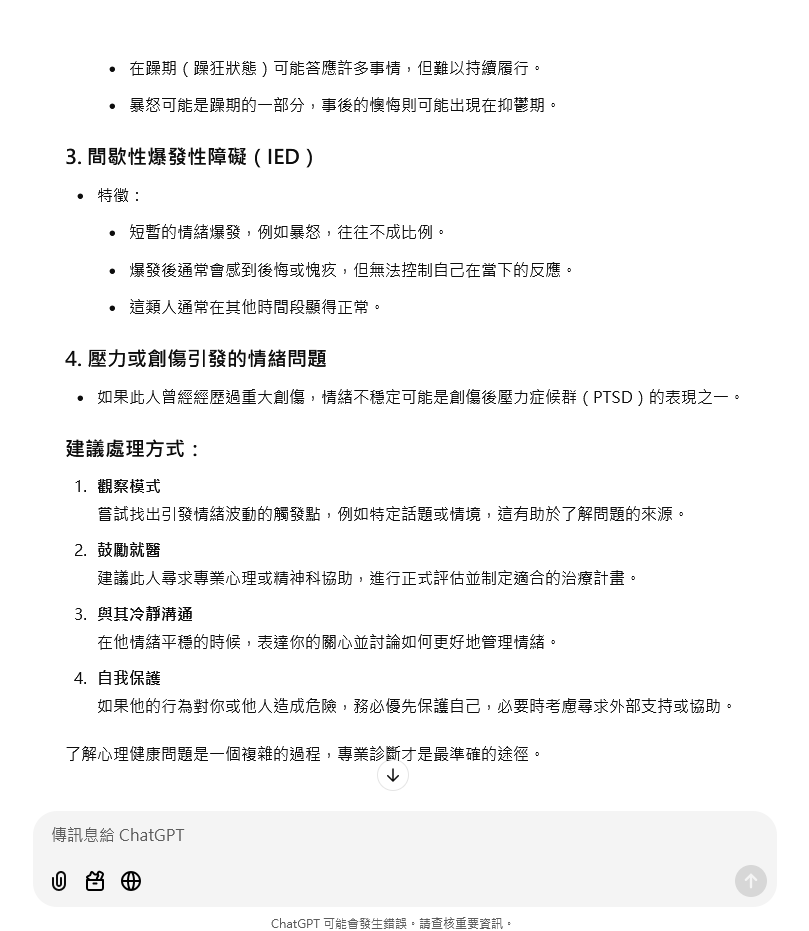 • 在躁期（躁狂狀態）可能答應許多事情，但難以持續履行。
• 暴怒可能是躁期的一部分，事後的懊悔則可能出現在抑鬱期。
3. 間歇性爆發性障礙（IED）
• 特徵：
• 短暫的情緒爆發，例如暴怒，往往不成比例。
• 爆發後通常會感到後悔或愧疚，但無法控制自己在當下的反應。
• 這類人通常在其他時間段顯得正常。
4. 壓力或創傷引發的情緒問題
• 如果此人曾經經歷過重大創傷，情緒不穩定可能是創傷後壓力症候群（PTSD）的表現之一。
建議處理方式：
1. 觀察模式
嘗試找出引發情緒波動的觸發點，例如特定話題或情境，這有助於了解問題的來源。
2. 鼓勵就醫
建議此人尋求專業心理或精神科協助，進行正式評估並制定適合的治療計畫。
3. 與其冷靜溝通
在他情緒平穩的時候，表達你的關心並討論如何更好地管理情緒。
4. 自我保護
如果他的行為對你或他人造成危險，務必優先保護自己，必要時考慮尋求外部支持或協助。
了解心理健康問題是一個複雜的過程，專業診斷才是最準確的途徑。
傳訊息給 ChatGPT
ChatGPT 可能會發生錯誤。請查核重要資訊。